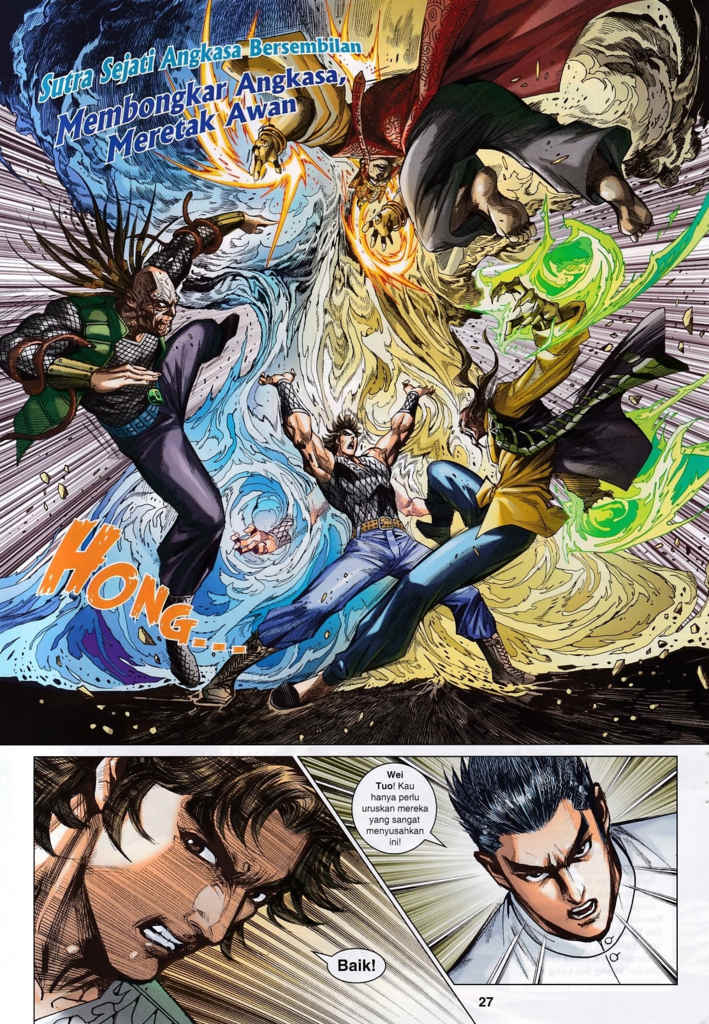 Sutra Sejati Angkasa Bersembilan
Membongkar Angkasa,
Meretak Awan
HONG...
Wei
Tuo! Kau
hanya perlu
uruskan mereka
yang sangat
menyusahkan
ini!
Baik!
27